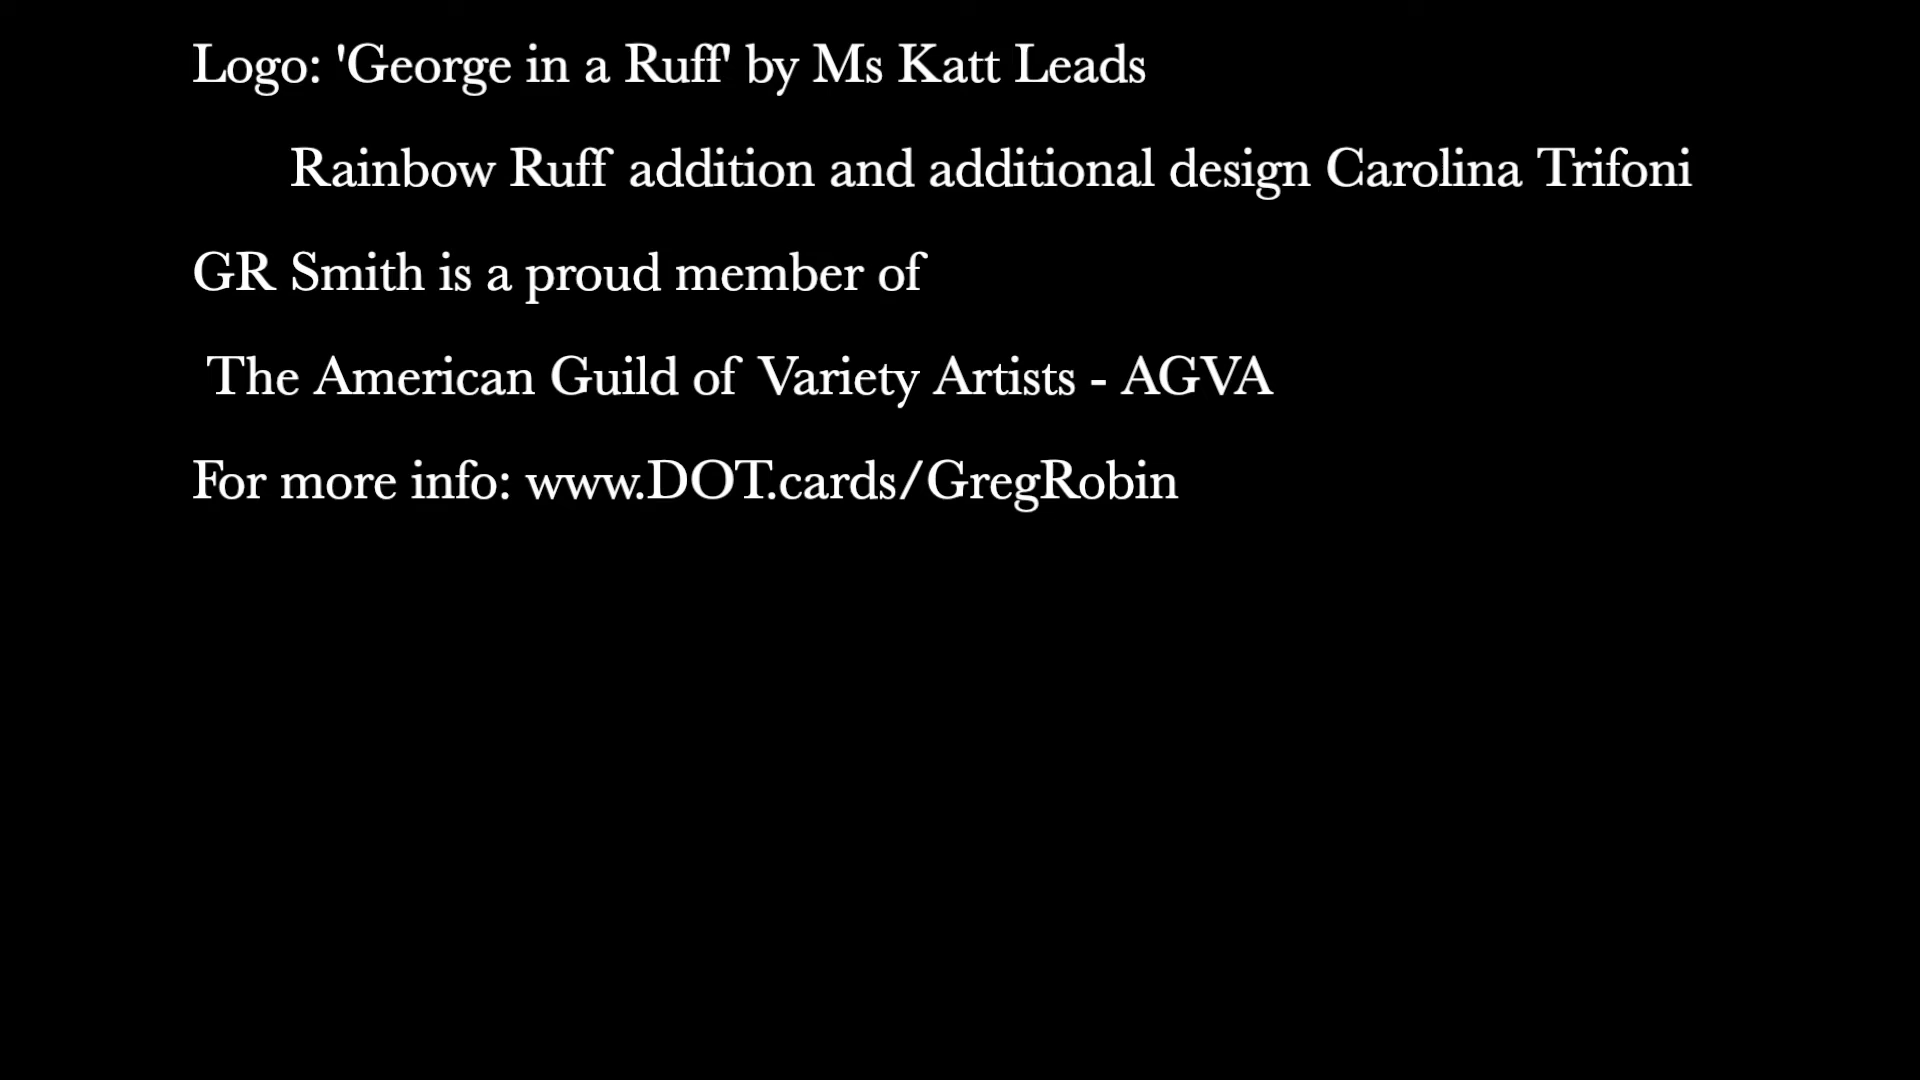 Logo: 'George in a Ruff' by Ms Katt Leads
Rainbow Ruff addition and additional design Carolina Trifoni
GR Smith is a proud member of
The American Guild of Variety Artists - AGVA
For more info: www.DOT.cards/GregRobin